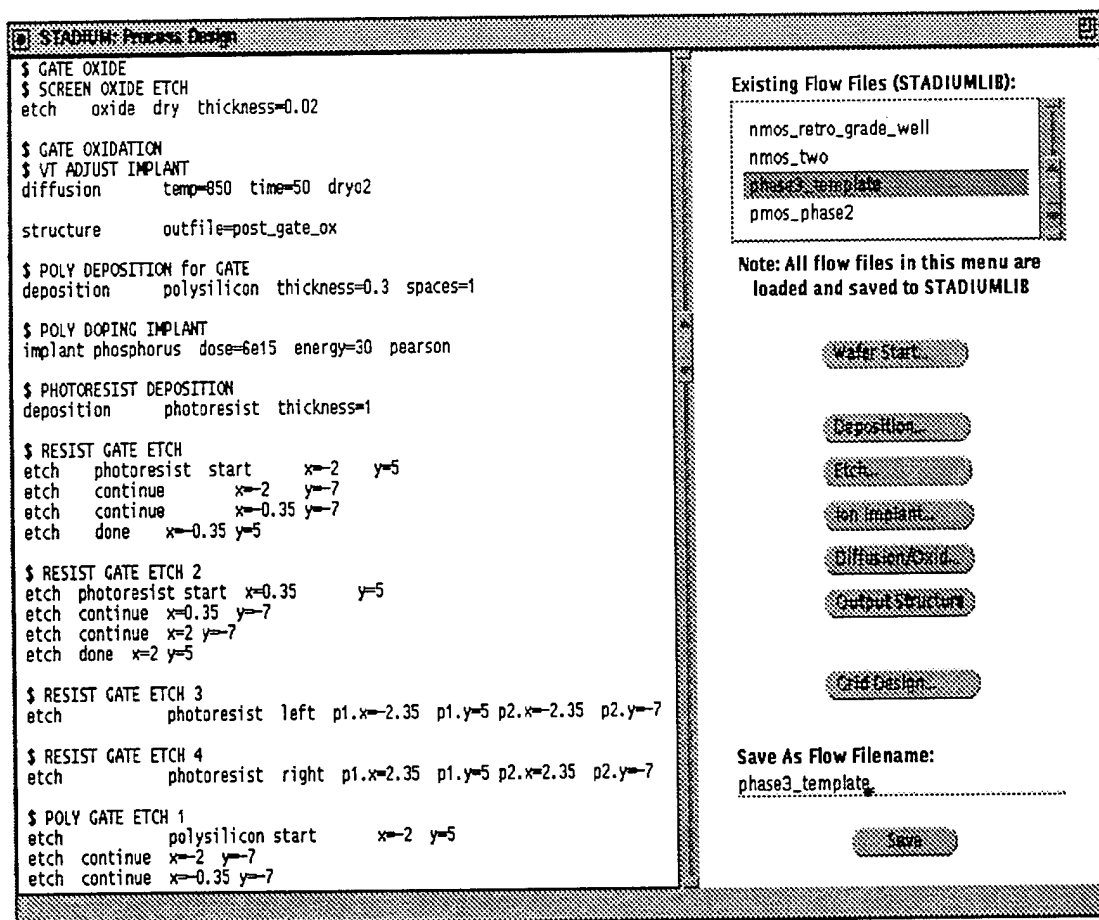 STADIUM: Process Design
$ GATE OXIDE
$ SCREEN OXIDE ETCH
etch oxide dry thickness=0.02
$ GATE OXIDATION
$ VT ADJUST IMPLANT
diffusion temp=850 time=50 dryo2
structure outfile=post_gate_ox
$ POLY DEPOSITION for GATE
deposition polysilicon thickness=0.3 spaces=1
$ POLY DOPING IMPLANT
implant phosphorus dose=6e15 energy=30 pearson
$ PHOTORESIST DEPOSITION
deposition photoresist thickness=1
$ RESIST GATE ETCH
etch photoresist start x=-2 y=5
etch continue x=-2 y=-7
etch continue x=-0.35 y=-7
etch done x=-0.35 y=5
$ RESIST GATE ETCH 2
etch photoresist start x=0.35 y=5
etch continue x=0.35 y=-7
etch continue x=2 y=-7
etch done x=2 y=5
$ RESIST GATE ETCH 3
etch photoresist left p1.x=-2.35 p1.y=5 p2.x=-2.35 p2.y=-7
$ RESIST GATE ETCH 4
etch photoresist right p1.x=2.35 p1.y=5 p2.x=2.35 p2.y=-7
$ POLY GATE ETCH 1
etch polysilicon start x=-2 y=5
etch continue x=-2 y=-7
etch continue x=-0.35 y=-7
Existing Flow Files (STADIUMLIB):
nmos_retro_grade_well
nmos_two
phase3_template
pmos_phase2
Note: All flow files in this menu are
loaded and saved to STADIUMLIB
Wafer Start...
Deposition...
Etch...
Ion Implant...
Diffusion/Oxid...
Output Structure
Grid Design...
Save As Flow Filename:
phase3_template
Save